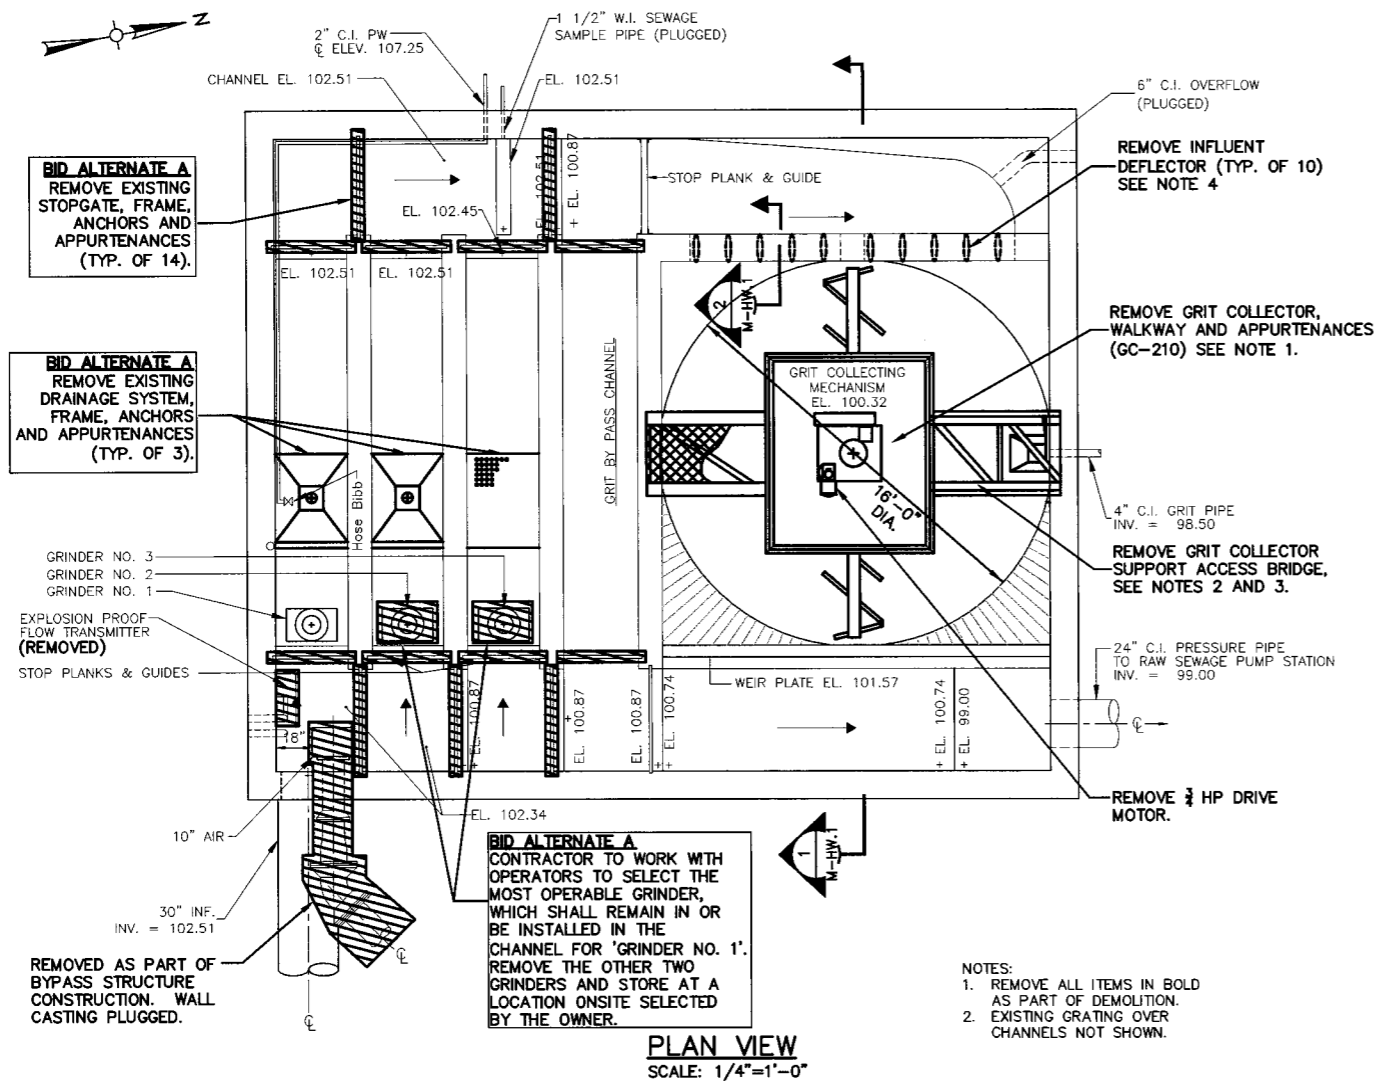 Z
2" C.I. PW
℄ ELEV. 107.25
1 1/2" W.I. SEWAGE
SAMPLE PIPE (PLUGGED)
CHANNEL EL. 102.51
EL. 102.51
6" C.I. OVERFLOW
(PLUGGED)
BID ALTERNATE A
REMOVE EXISTING
STOPGATE, FRAME,
ANCHORS AND
APPURTENANCES
(TYP. OF 14).
REMOVE INFLUENT
DEFLECTOR (TYP. OF 10)
SEE NOTE 4
STOP PLANK & GUIDE
EL. 102.51
+ EL. 100.87
EL. 102.45
EL. 102.51
EL. 102.51
2
M-HW.1
BID ALTERNATE A
REMOVE EXISTING
DRAINAGE SYSTEM,
FRAME, ANCHORS
AND APPURTENANCES
(TYP. OF 3).
REMOVE GRIT COLLECTOR,
WALKWAY AND APPURTENANCES
(GC-210) SEE NOTE 1.
GRIT COLLECTING
MECHANISM
EL. 100.32
GRIT BY PASS CHANNEL
Hose Bibb
16'-0"
DIA.
4" C.I. GRIT PIPE
INV. = 98.50
REMOVE GRIT COLLECTOR
SUPPORT ACCESS BRIDGE,
SEE NOTES 2 AND 3.
GRINDER NO. 3
GRINDER NO. 2
GRINDER NO. 1
EXPLOSION PROOF
FLOW TRANSMITTER
(REMOVED)
STOP PLANKS & GUIDES
24" C.I. PRESSURE PIPE
TO RAW SEWAGE PUMP STATION
INV. = 99.00
WEIR PLATE EL. 101.57
+ EL. 100.87
+ EL. 100.87
EL. 100.87
+ EL. 100.74
+ EL. 100.74
+ EL. 99.00
℄
18"
10" AIR
EL. 102.34
REMOVE 3/4 HP DRIVE
MOTOR.
1
M-HW.1
30" INF.
INV. = 102.51
℄
℄
REMOVED AS PART OF
BYPASS STRUCTURE
CONSTRUCTION. WALL
CASTING PLUGGED.
BID ALTERNATE A
CONTRACTOR TO WORK WITH
OPERATORS TO SELECT THE
MOST OPERABLE GRINDER,
WHICH SHALL REMAIN IN OR
BE INSTALLED IN THE
CHANNEL FOR 'GRINDER NO. 1'.
REMOVE THE OTHER TWO
GRINDERS AND STORE AT A
LOCATION ONSITE SELECTED
BY THE OWNER.
NOTES:
1. REMOVE ALL ITEMS IN BOLD
AS PART OF DEMOLITION.
2. EXISTING GRATING OVER
CHANNELS NOT SHOWN.
PLAN VIEW
SCALE: 1/4"=1'-0"